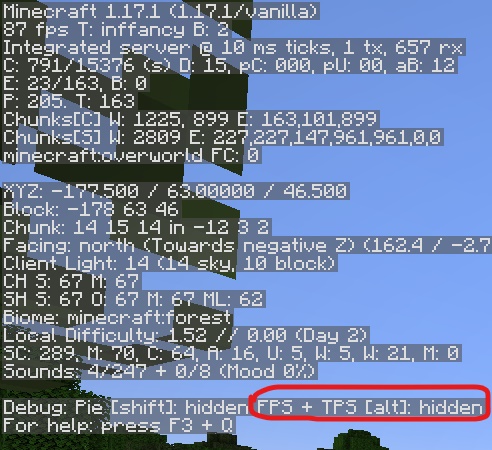 Minecraft 1.17.1 (1.17.1/vanilla)
87 fps T: inffancy B: 2
Integrated server @ 10 ms ticks, 1 tx, 657 rx
C: 791/15376 (s) D: 15, pC: 000, pU: 00, aB: 12
E: 23/163, B: 0
P: 205. T: 163
Chunks[C] W: 1225, 899 E: 163,101,899
Chunks[S] W: 2809 E: 227,227,147,961,961,0,0
minecraft:overworld FC: 0
XYZ: -177.500 / 63.00000 / 46.500
Block: -178 63 46
Chunk: 14 15 14 in -12 3 2
Facing: north (Towards negative Z) (162.4 / -2.7
Client Light: 14 (14 sky, 10 block)
CH S: 67 M: 67
SH S: 67 O: 67 M: 67 ML: 62
Biome: minecraft:forest
Local Difficulty: 1.52 // 0.00 (Day 2)
SC: 289, M: 70, C: 64, A: 16, U: 5, W: 5, W: 21, M: 0
Sounds: 4/247 + 0/8 (Mood 0%)
Debug: Pie [shift]: hidden FPS + TPS [alt]: hidden
For help: press F3 + Q